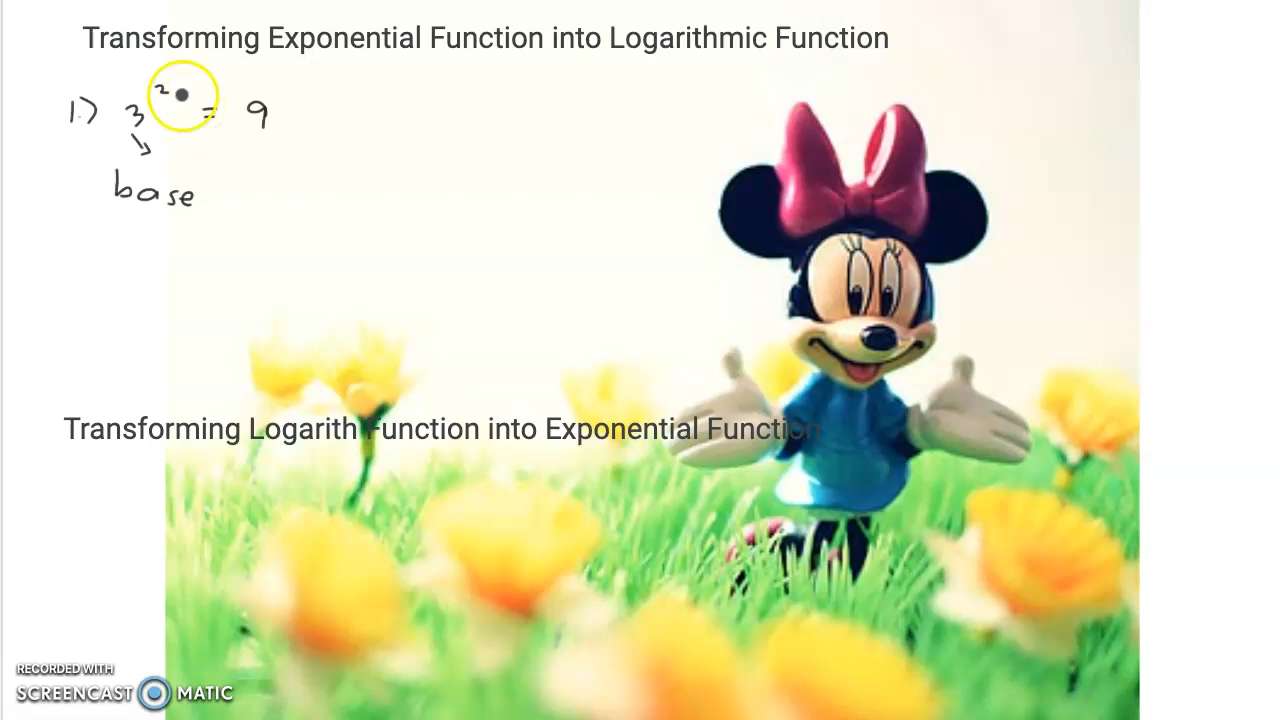 Transforming Exponential Function into Logarithmic Function
1.) 3² = 9
base
Transforming Logarith Function into Exponential Function
RECORDED WITH
SCREENCAST MATIC